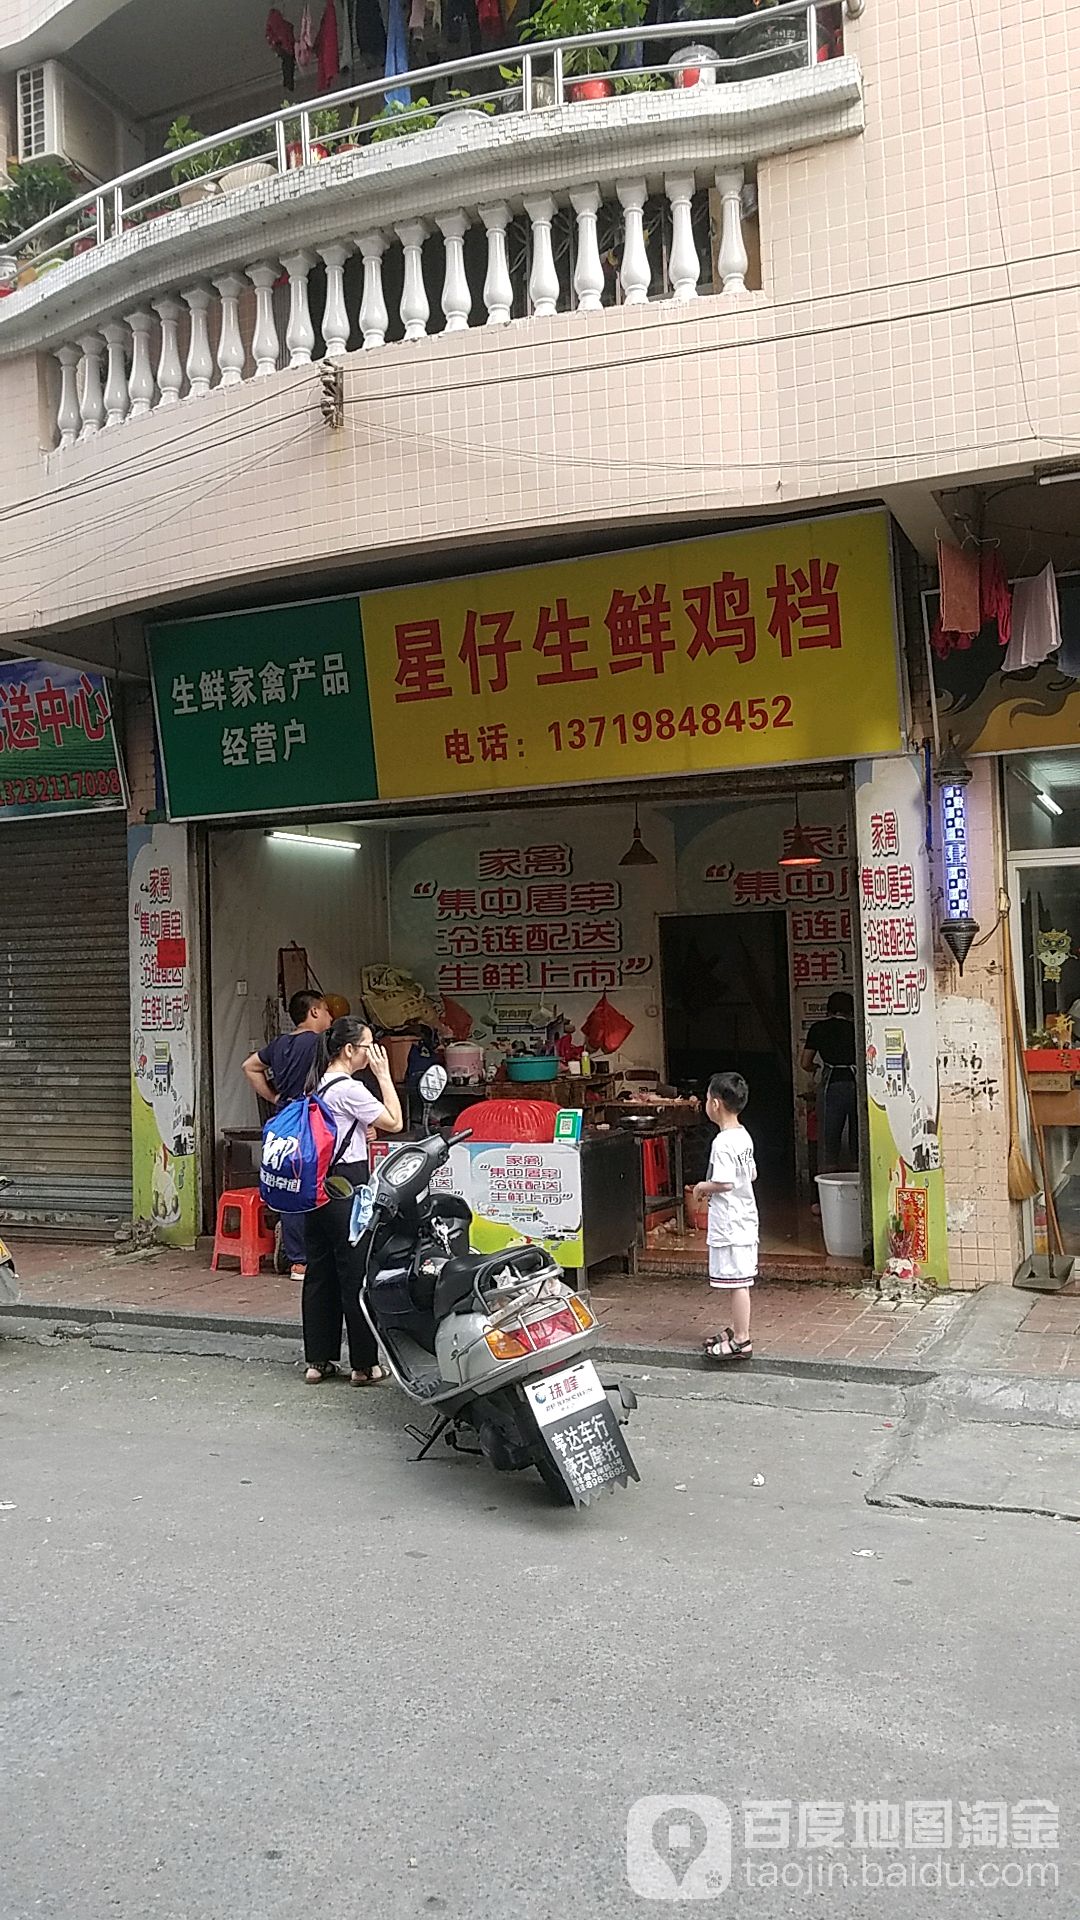 生鲜家禽产品
经营户
星仔生鲜鸡档
电话：13719848452
送中心
13232117088
家禽
“集中屠宰
冷链配送
生鲜上市”
家禽
“集中屠宰
冷链配送
生鲜上市”
家禽
集中屠宰
冷链配送
生鲜上市”
家禽
“集中屠宰
冷链配送
生鲜上市”
珠峰
亨达车行
乘天摩托
8983892
百度地图淘金
taojin.baidu.com